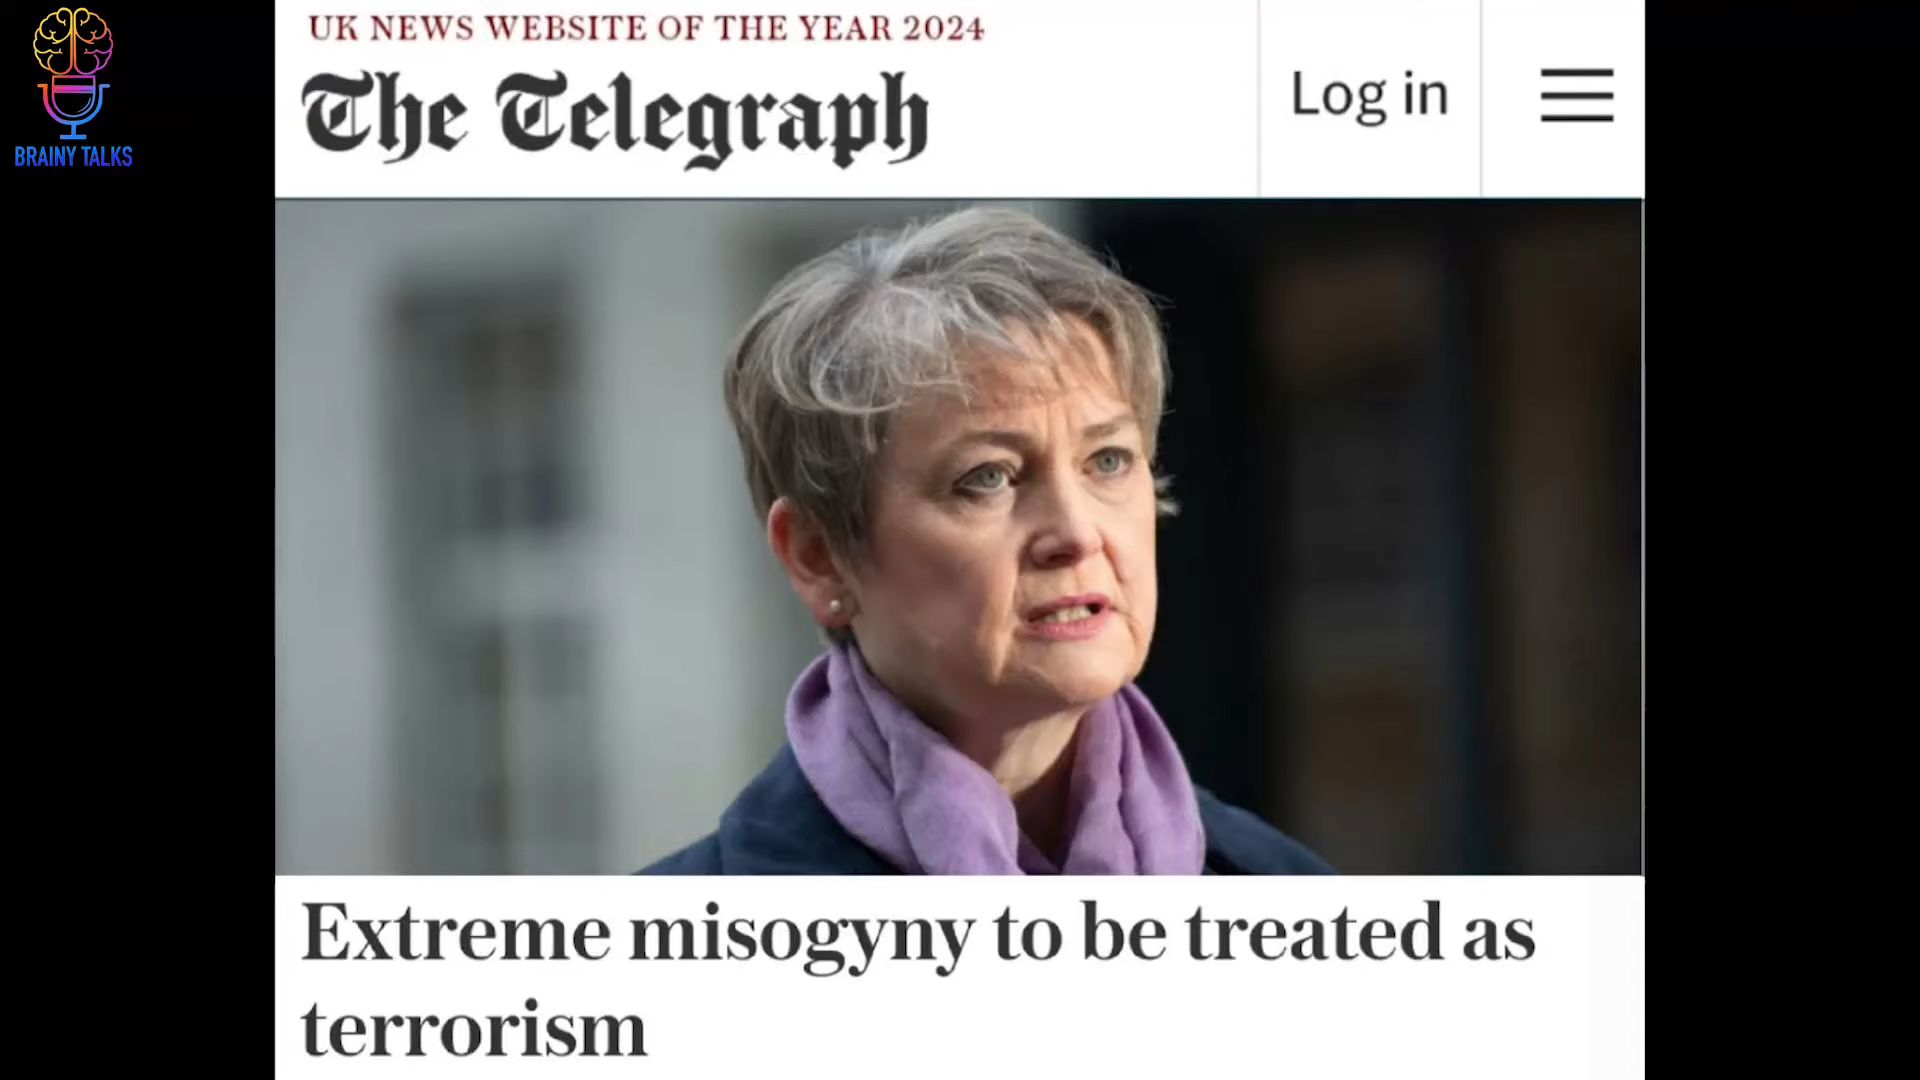 BRAINY TALKS
UK NEWS WEBSITE OF THE YEAR 2024
The Telegraph
Log in
Extreme misogyny to be treated as
terrorism